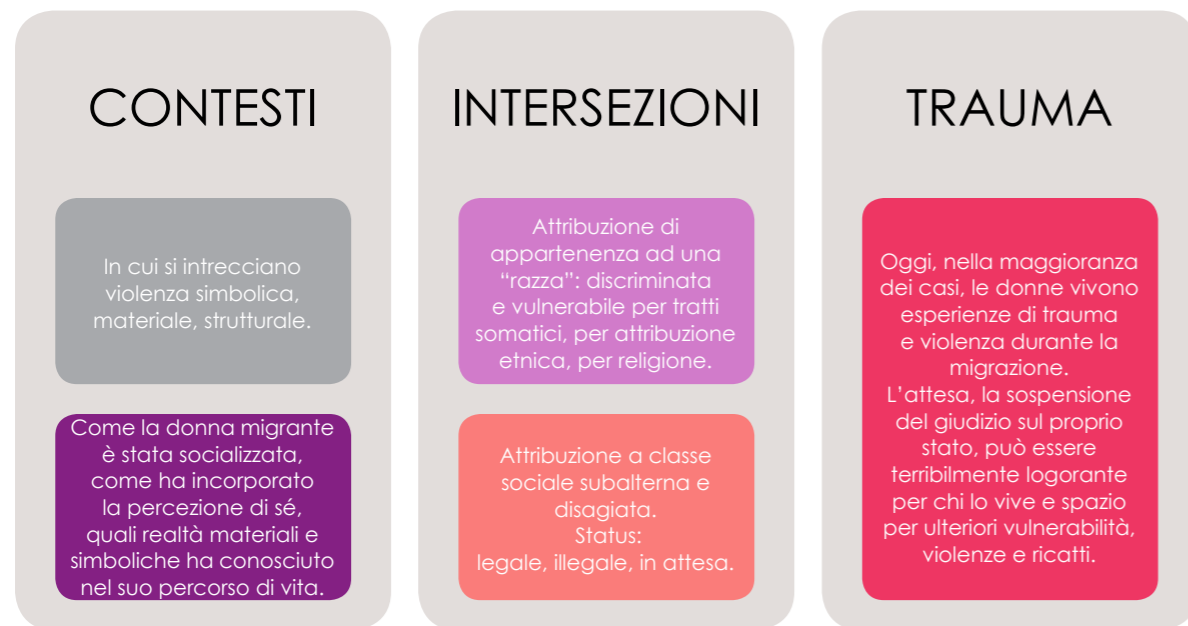 CONTESTI
In cui si intrecciano
violenza simbolica,
materiale, strutturale.
Come la donna migrante
è stata socializzata,
come ha incorporato
la percezione di sé,
quali realtà materiali e
simboliche ha conosciuto
nel suo percorso di vita.
INTERSEZIONI
Attribuzione di
appartenenza ad una
“razza”: discriminata
e vulnerabile per tratti
somatici, per attribuzione
etnica, per religione.
Attribuzione a classe
sociale subalterna e
disagiata.
Status:
legale, illegale, in attesa.
TRAUMA
Oggi, nella maggioranza
dei casi, le donne vivono
esperienze di trauma
e violenza durante la
migrazione.
L’attesa, la sospensione
del giudizio sul proprio
stato, può essere
terribilmente logorante
per chi lo vive e spazio
per ulteriori vulnerabilità,
violenze e ricatti.